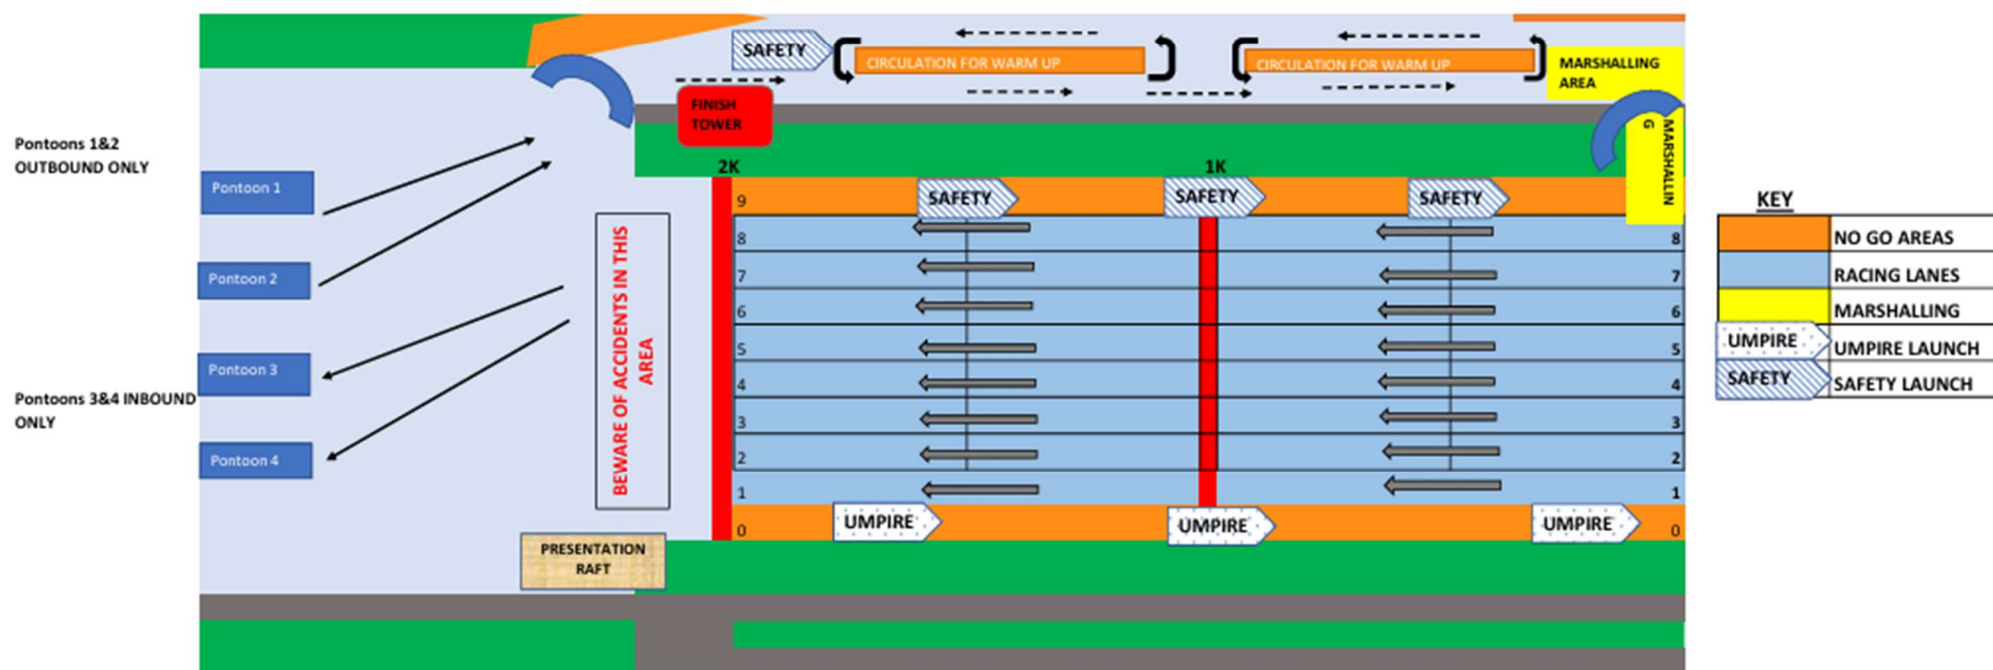 SAFETY
CIRCULATION FOR WARM UP
CIRCULATION FOR WARM UP
MARSHALLING
AREA
FINISH
TOWER
MARSHALLIN
G
Pontoons 1&2
OUTBOUND ONLY
Pontoon 1
Pontoon 2
Pontoon 3
Pontoons 3&4 INBOUND
ONLY
Pontoon 4
BEWARE OF ACCIDENTS IN THIS
AREA
PRESENTATION
RAFT
2K
1K
9
SAFETY
SAFETY
SAFETY
8
8
7
7
6
6
5
5
4
4
3
3
2
2
1
1
0
UMPIRE
UMPIRE
UMPIRE
0
KEY
NO GO AREAS
RACING LANES
MARSHALLING
UMPIRE
UMPIRE LAUNCH
SAFETY
SAFETY LAUNCH